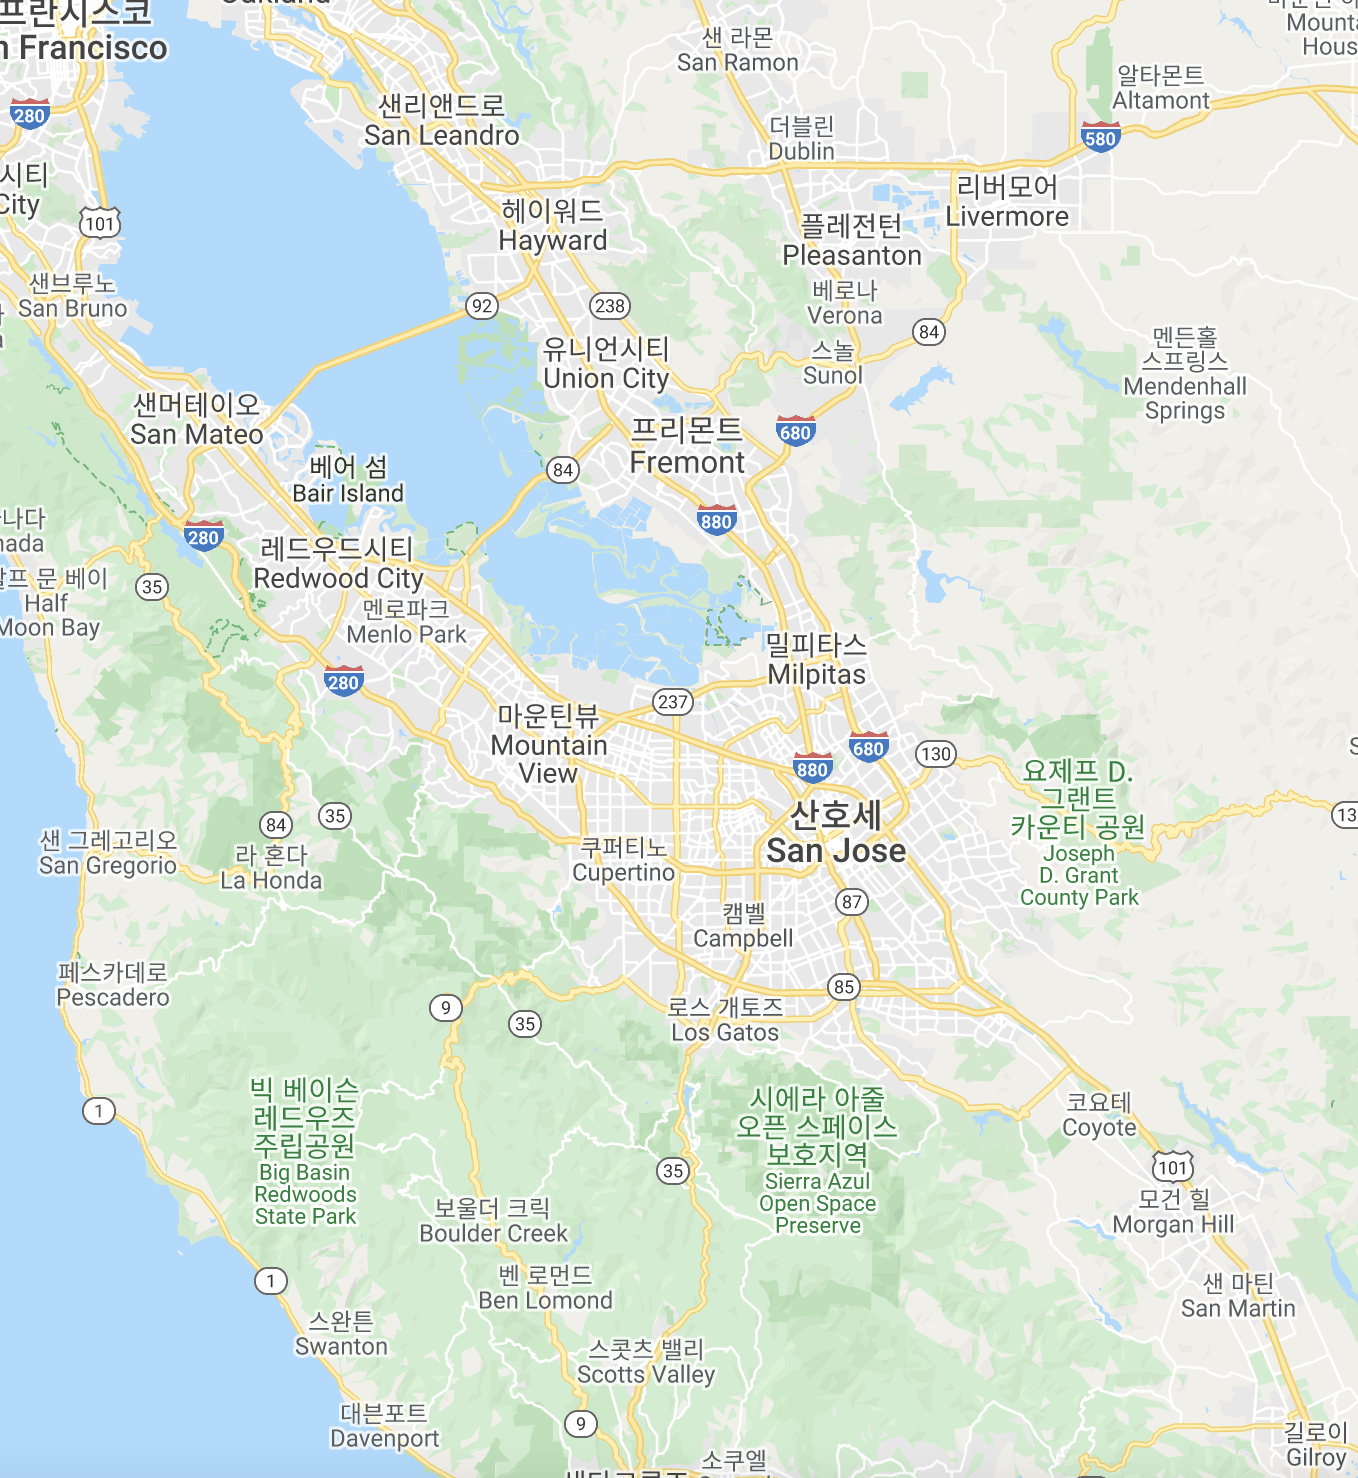 프란시스코
n Francisco
Oakland
샌 라몬
San Ramon
Mounta
Hous
280
샌리앤드로
San Leandro
알타몬트
Altamont
더블린
Dublin
580
시티
City
101
헤이워드
Hayward
리버모어
Livermore
플레전턴
Pleasanton
샌브루노
San Bruno
92
238
베로나
Verona
84
유니언시티
Union City
스놀
Sunol
멘든홀
스프링스
Mendenhall
Springs
샌머테이오
San Mateo
프리몬트
Fremont
680
베어 섬
Bair Island
84
880
나다
nada
280
레드우드시티
Redwood City
프 문 베이
Half
Moon Bay
35
멘로파크
Menlo Park
밀피타스
Milpitas
280
237
마운틴뷰
Mountain
View
680
880
130
요제프 D.
그랜트
카운티 공원
Joseph
D. Grant
County Park
13
산호세
San Jose
84
35
샌 그레고리오
San Gregorio
라 혼다
La Honda
쿠퍼티노
Cupertino
87
캠벨
Campbell
페스카데로
Pescadero
9
35
85
로스 개토즈
Los Gatos
1
빅 베이슨
레드우즈
주립공원
Big Basin
Redwoods
State Park
시에라 아줄
오픈 스페이스
보호지역
Sierra Azul
Open Space
Preserve
코요테
Coyote
35
101
보울더 크릭
Boulder Creek
모건 힐
Morgan Hill
1
벤 로먼드
Ben Lomond
샌 마틴
San Martin
스완튼
Swanton
스콧츠 밸리
Scotts Valley
대븐포트
Davenport
9
길로이
Gilroy
소쿠엘